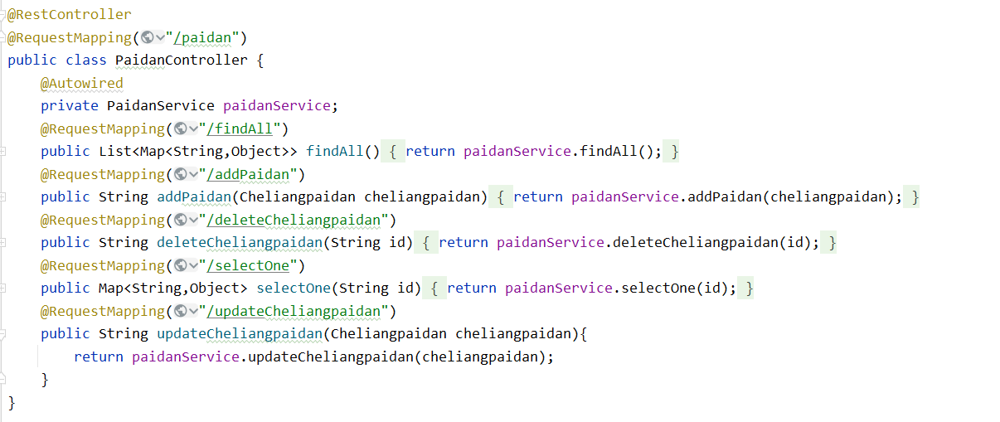 @RestController
@RequestMapping("/paidan")
public class PaidanController {
    @Autowired
    private PaidanService paidanService;
    @RequestMapping("/findAll")
    public List<Map<String,Object>> findAll() { return paidanService.findAll(); }
    @RequestMapping("/addPaidan")
    public String addPaidan(Cheliangpaidan cheliangpaidan) { return paidanService.addPaidan(cheliangpaidan); }
    @RequestMapping("/deleteCheliangpaidan")
    public String deleteCheliangpaidan(String id) { return paidanService.deleteCheliangpaidan(id); }
    @RequestMapping("/selectOne")
    public Map<String,Object> selectOne(String id) { return paidanService.selectOne(id); }
    @RequestMapping("/updateCheliangpaidan")
    public String updateCheliangpaidan(Cheliangpaidan cheliangpaidan){
        return paidanService.updateCheliangpaidan(cheliangpaidan);
    }
}